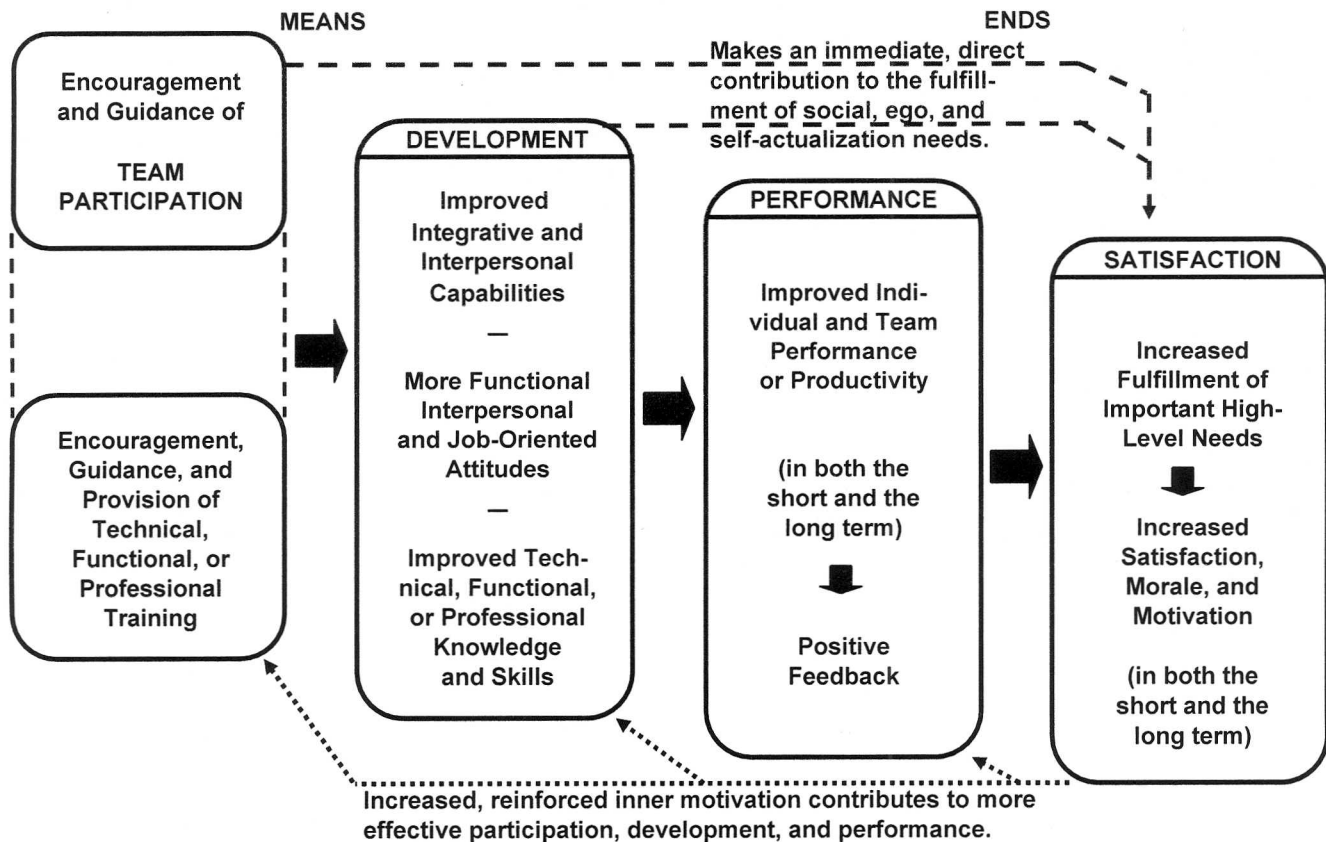 MEANS
ENDS
Encouragement
and Guidance of
TEAM
PARTICIPATION
Encouragement,
Guidance, and
Provision of
Technical,
Functional, or
Professional
Training
Makes an immediate, direct
contribution to the fulfill-
ment of social, ego, and
self-actualization needs.
DEVELOPMENT
Improved
Integrative and
Interpersonal
Capabilities
—
More Functional
Interpersonal
and Job-Oriented
Attitudes
—
Improved Tech-
nical, Functional,
or Professional
Knowledge
and Skills
PERFORMANCE
Improved Indi-
vidual and Team
Performance
or Productivity
(in both the
short and the
long term)
Positive
Feedback
SATISFACTION
Increased
Fulfillment of
Important High-
Level Needs
Increased
Satisfaction,
Morale, and
Motivation
(in both the
short and the
long term)
Increased, reinforced inner motivation contributes to more
effective participation, development, and performance.